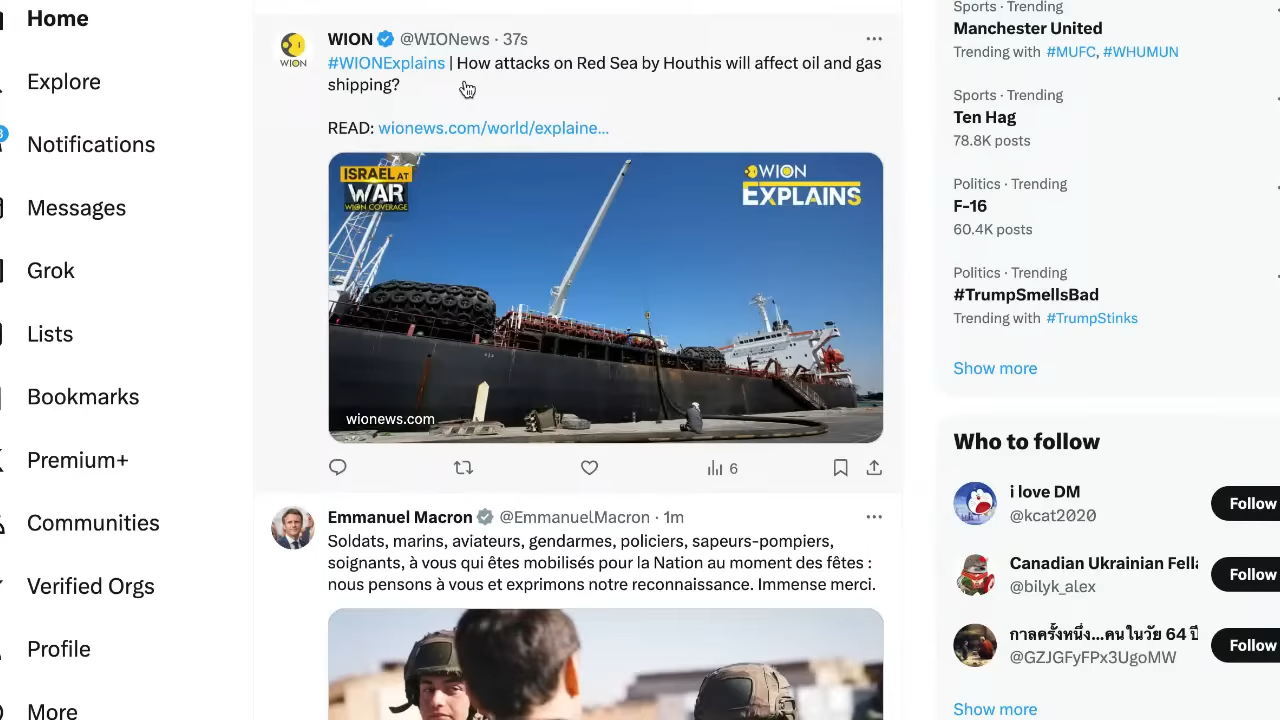 Home
Explore
Notifications
Messages
Grok
Lists
Bookmarks
Premium+
Communities
Verified Orgs
Profile
More
WION @WIONews · 37s
#WIONExplains | How attacks on Red Sea by Houthis will affect oil and gas
shipping?
READ: wionews.com/world/explaine...
WION
ISRAEL AT
WAR
WION COVERAGE
WION
EXPLAINS
wionews.com
6
Emmanuel Macron @EmmanuelMacron · 1m
Soldats, marins, aviateurs, gendarmes, policiers, sapeurs-pompiers,
soignants, à vous qui êtes mobilisés pour la Nation au moment des fêtes :
nous pensons à vous et exprimons notre reconnaissance. Immense merci.
Sports · Trending
Manchester United
Trending with #MUFC, #WHUMUN
Sports · Trending
Ten Hag
78.8K posts
Politics · Trending
F-16
60.4K posts
Politics · Trending
#TrumpSmellsBad
Trending with #TrumpStinks
Show more
Who to follow
i love DM
@kcat2020
Follow
Canadian Ukrainian Fella
@bilyk_alex
Follow
กาลครั้งหนึ่ง...คนในวัย 64 ปี
@GZJGFyFPx3UgoMW
Follow
Show more